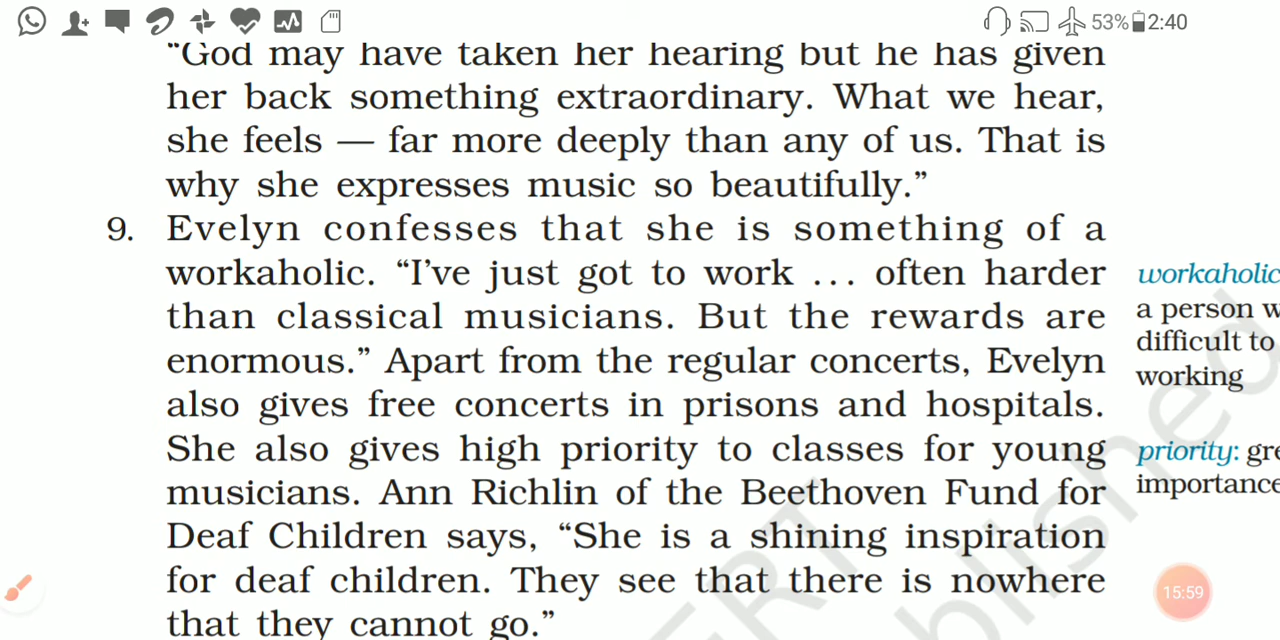 53% 2:40
"God may have taken her hearing but he has given
her back something extraordinary. What we hear,
she feels — far more deeply than any of us. That is
why she expresses music so beautifully.”
9. Evelyn confesses that she is something of a
workaholic. “I’ve just got to work ... often harder
than classical musicians. But the rewards are
enormous.” Apart from the regular concerts, Evelyn
also gives free concerts in prisons and hospitals.
She also gives high priority to classes for young
musicians. Ann Richlin of the Beethoven Fund for
Deaf Children says, “She is a shining inspiration
for deaf children. They see that there is nowhere
that they cannot go.”
workaholic
a person w
difficult to
working
priority: gre
importance
15:59